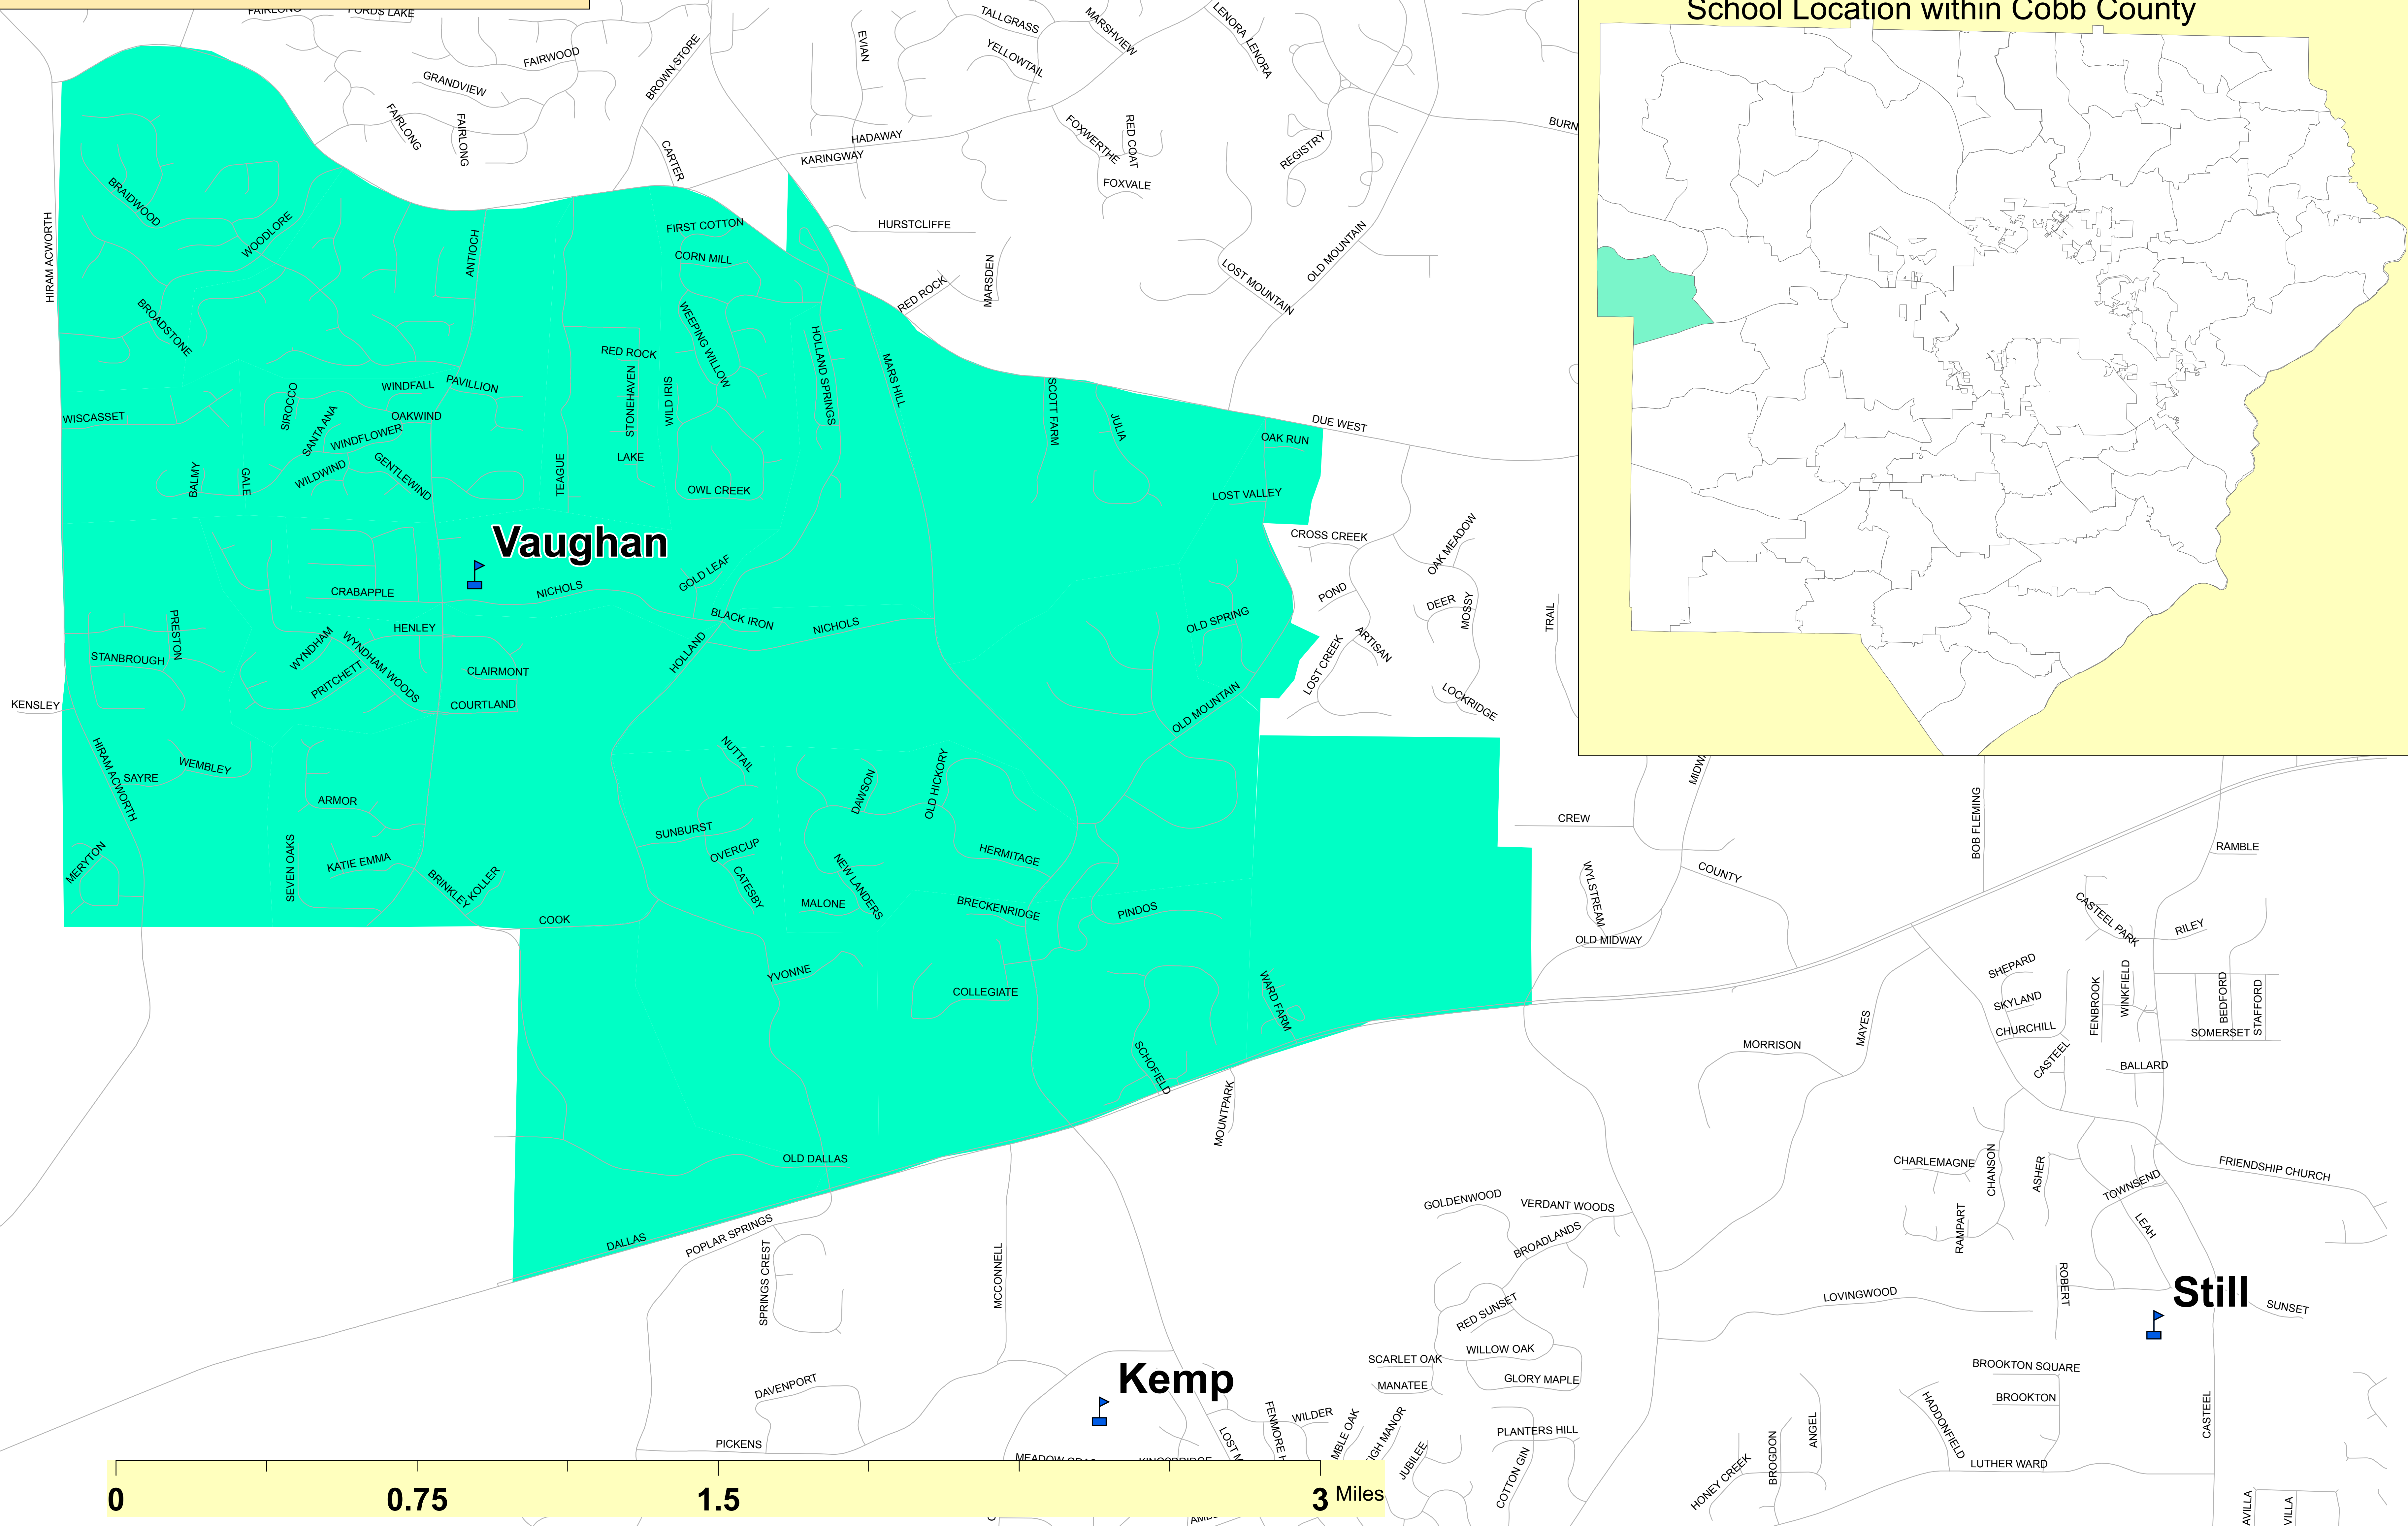 School Location within Cobb County
FORDS LAKE
FAIRLONG
FAIRWOOD
GRANDVIEW
FAIRLONG
FAIRLONG
BROWN STORE
CARTER
EVIAN
TALLGRASS
YELLOWTAIL
MARSHVIEW
LENORA
LENORA
HADAWAY
KARINGWAY
FOXWERTHE
RED COAT
FOXVALE
REGISTRY
BURN
HIRAM ACWORTH
BRAIDWOOD
WOODLORE
ANTIOCH
FIRST COTTON
CORN MILL
HURSTCLIFFE
RED ROCK
MARSDEN
LOST MOUNTAIN
OLD MOUNTAIN
BROADSTONE
WEEPING WILLOW
HOLLAND SPRINGS
MARS HILL
RED ROCK
STONEHAVEN
WILD IRIS
WISCASSET
SIROCCO
SANTA ANA
WINDFALL
PAVILLION
OAKWIND
WINDFLOWER
WILDWIND
GENTLEWIND
BALMY
GALE
TEAGUE
LAKE
OWL CREEK
SCOTT FARM
JULIA
DUE WEST
OAK RUN
LOST VALLEY
Vaughan
CROSS CREEK
OAK MEADOW
POND
DEER
MOSSY
TRAIL
ARTISAN
LOST CREEK
LOCKRIDGE
CRABAPPLE
NICHOLS
GOLD LEAF
BLACK IRON
NICHOLS
HOLLAND
OLD SPRING
OLD MOUNTAIN
PRESTON
STANBROUGH
HENLEY
WYNDHAM
WYNDHAM WOODS
PRITCHETT
CLAIRMONT
COURTLAND
KENSLEY
HIRAM ACWORTH
SAYRE
WEMBLEY
MERYTON
ARMOR
SEVEN OAKS
KATIE EMMA
BRINKLEY
KOLLER
COOK
NUTTAIL
SUNBURST
OVERCUP
CATESBY
DAWSON
OLD HICKORY
NEW LANDERS
MALONE
HERMITAGE
BRECKENRIDGE
PINDOS
YVONNE
COLLEGIATE
WARD FARM
SCHOFIELD
MOUNTPARK
OLD DALLAS
DALLAS
POPLAR SPRINGS
SPRINGS CREST
MCCONNELL
CREW
COUNTY
WYLSTREAM
OLD MIDWAY
BOB FLEMING
RAMBLE
CASTEEL PARK
RILEY
SHEPARD
SKYLAND
CHURCHILL
FENBROOK
WINKFIELD
BEDFORD
STAFFORD
SOMERSET
CASTEEL
BALLARD
MAYES
MORRISON
CHARLEMAGNE
CHANSON
ASHER
RAMPART
TOWNSEND
LEAH
FRIENDSHIP CHURCH
GOLDENWOOD
VERDANT WOODS
BROADLANDS
RED SUNSET
LOVINGWOOD
ROBERT
Still
SUNSET
WILLOW OAK
SCARLET OAK
MANATEE
GLORY MAPLE
BROOKTON SQUARE
BROOKTON
HADDONFIELD
CASTEEL
Kemp
DAVENPORT
PICKENS
FENMORE
WILDER
JUBILEE
PLANTERS HILL
COTTON GIN
HONEY CREEK
BROGDON
ANGEL
LUTHER WARD
0
0.75
1.5
3 Miles